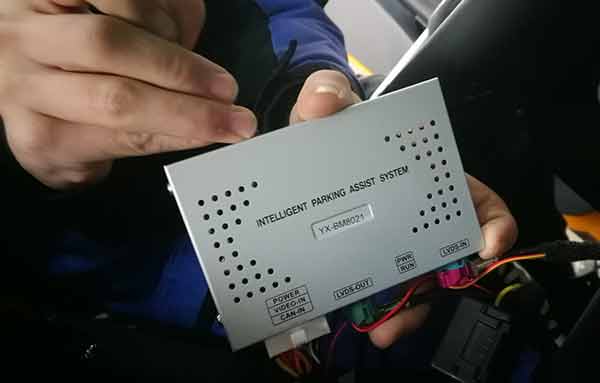 INTELLIGENT PARKING ASSIST SYSTEM
YX-BM8021
POWER
VIDEO-IN
CAN-IN
LVDS-OUT
PWR
RUN
LVDS-IN